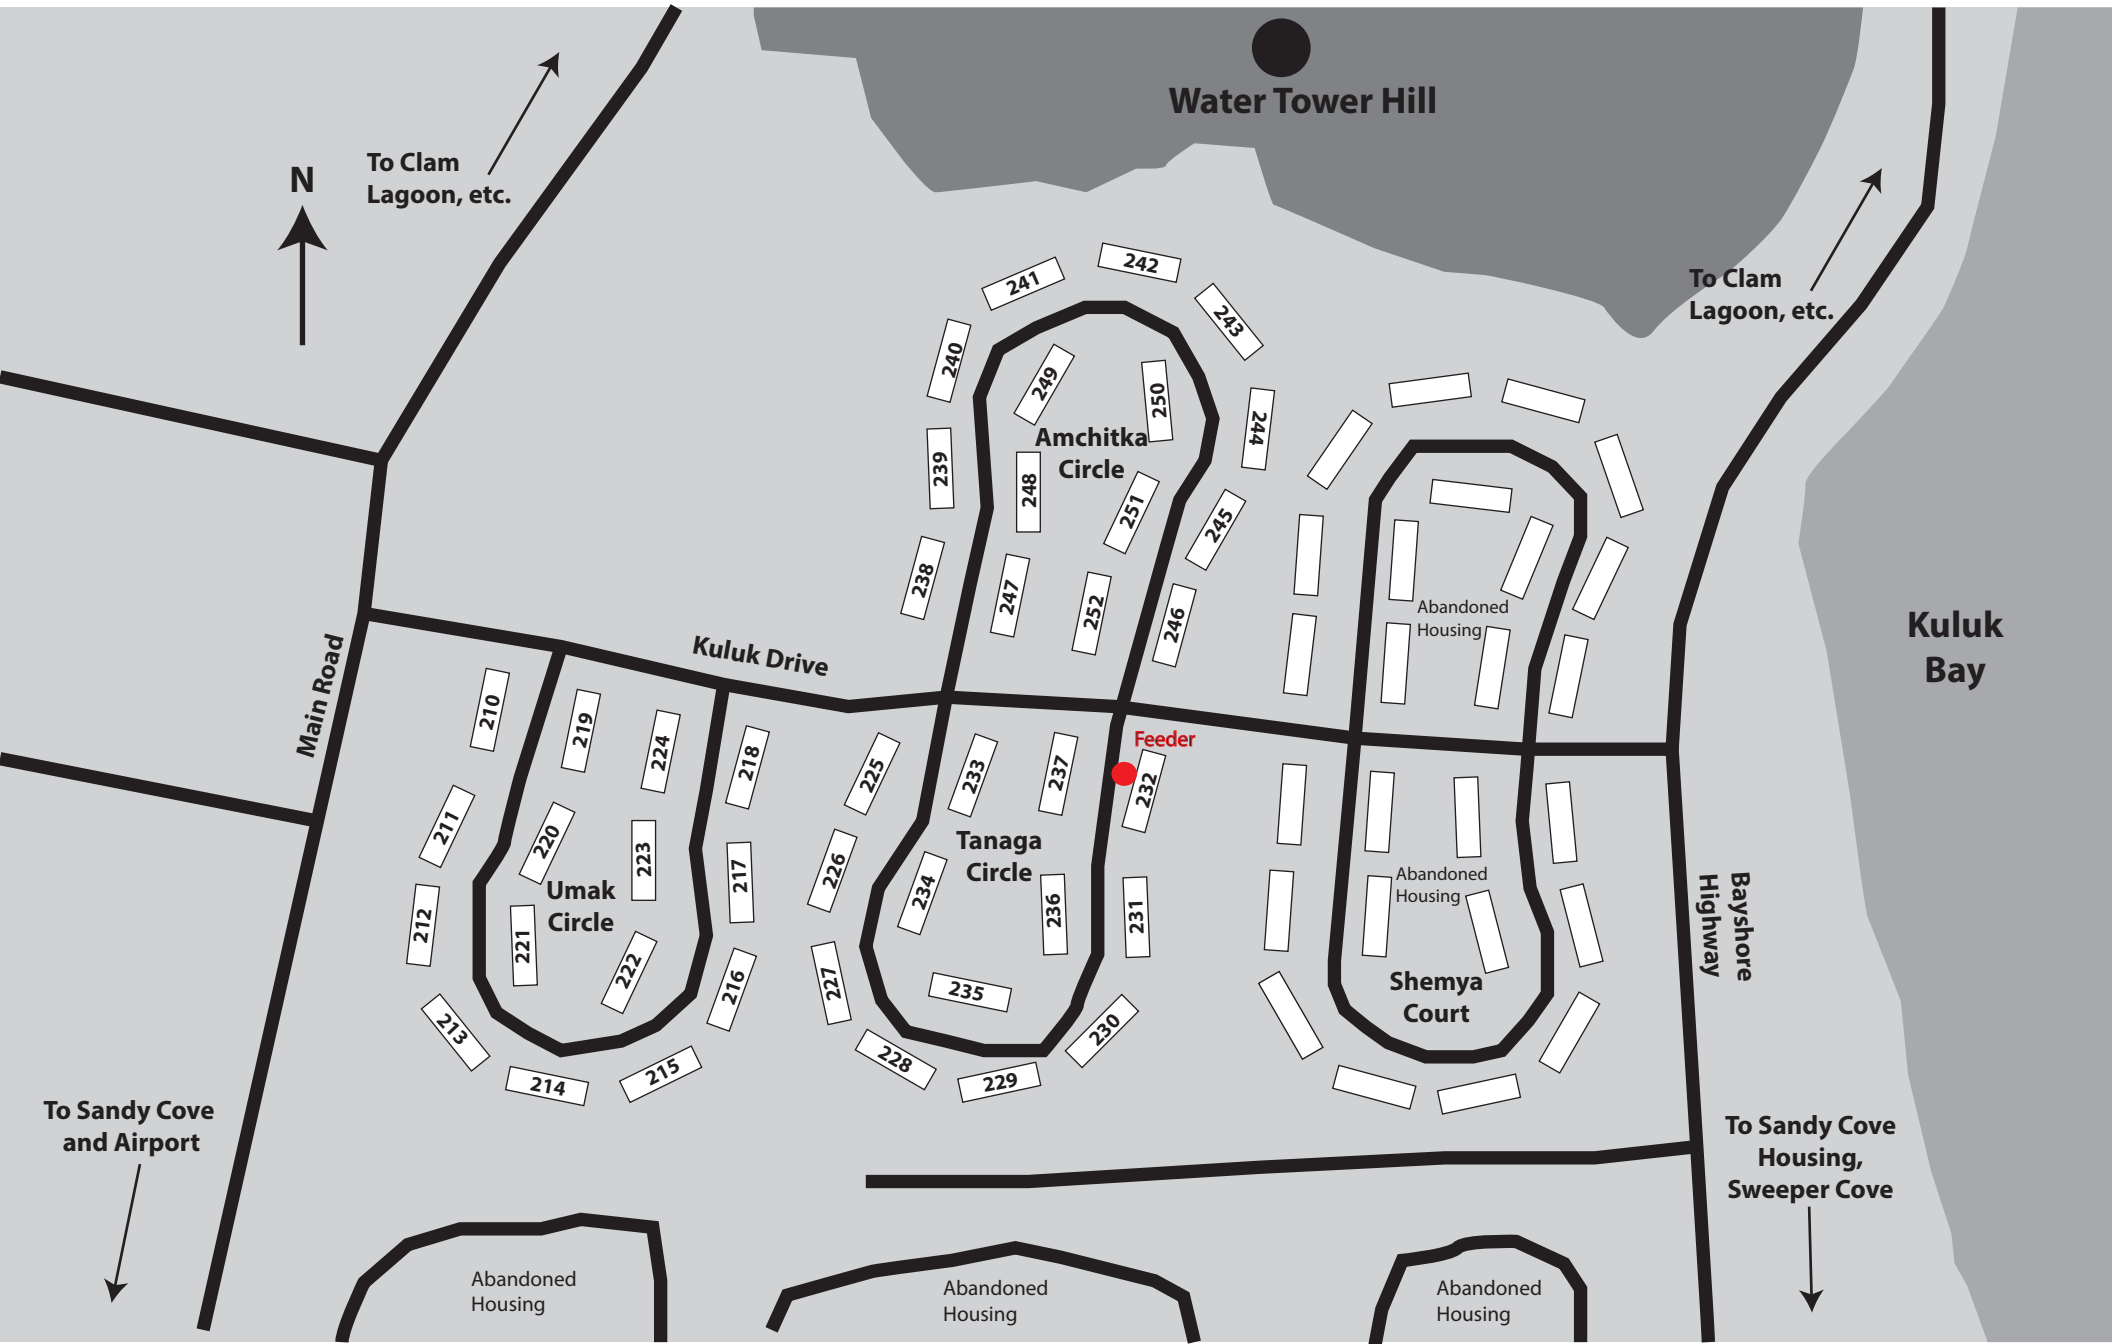 Water Tower Hill
N
To Clam
Lagoon, etc.
To Clam
Lagoon, etc.
242
241
243
240
249
250
244
Amchitka
Circle
239
248
251
245
238
247
252
246
Abandoned
Housing
Kuluk
Bay
Main Road
Kuluk Drive
210
219
224
218
225
233
237
Feeder
232
211
220
223
217
226
Tanaga
Circle
234
236
231
Abandoned
Housing
Bayshore
Highway
212
Umak
Circle
221
222
216
227
235
Shemya
Court
213
214
215
228
229
230
To Sandy Cove
and Airport
To Sandy Cove
Housing,
Sweeper Cove
Abandoned
Housing
Abandoned
Housing
Abandoned
Housing